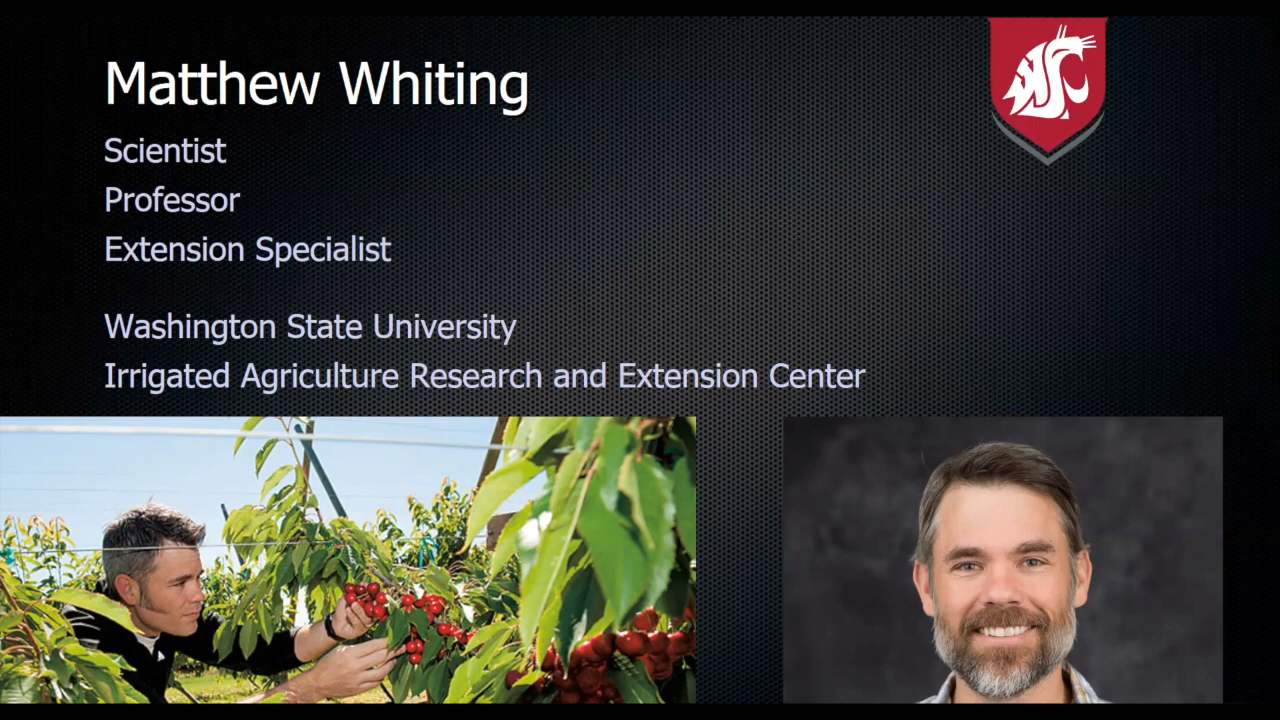 Matthew Whiting
Scientist
Professor
Extension Specialist
Washington State University
Irrigated Agriculture Research and Extension Center